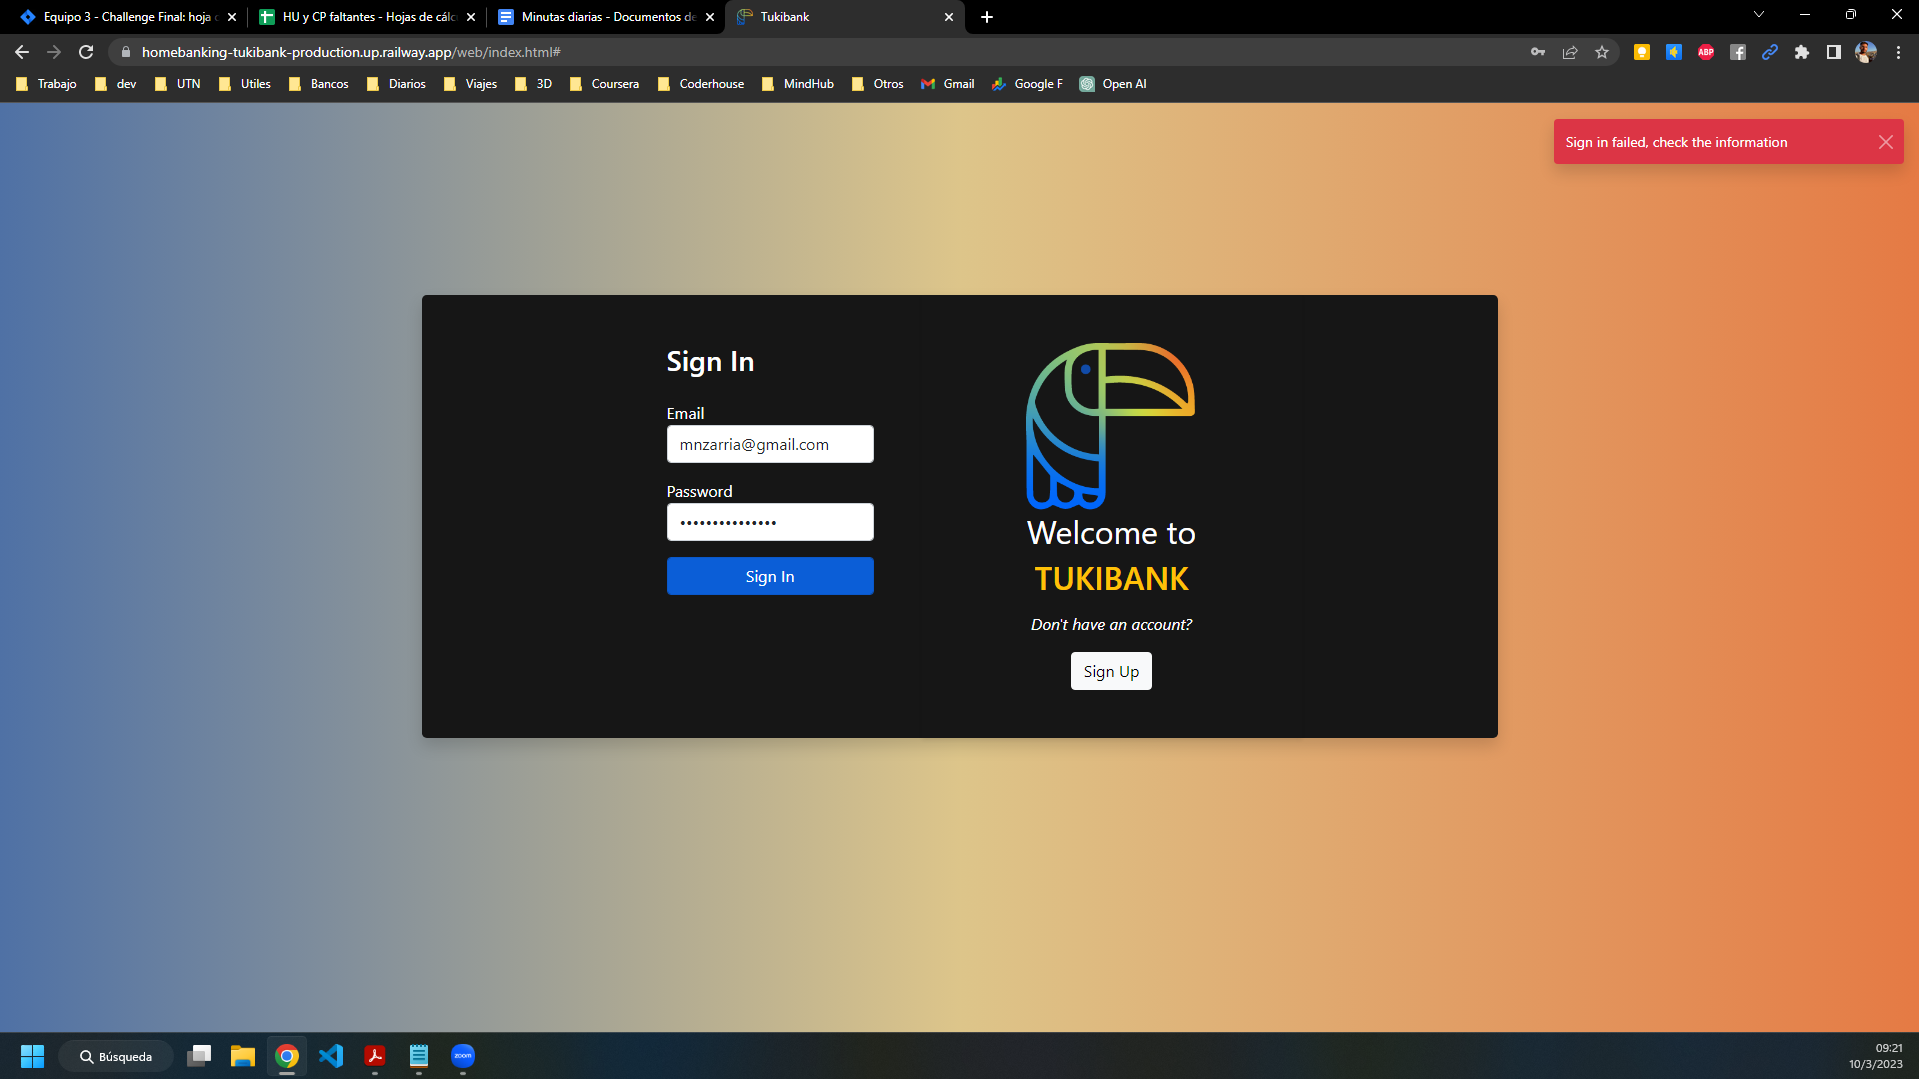 Equipo 3 - Challenge Final: hoja
HU y CP faltantes - Hojas de cálc
Minutas diarias - Documentos de
Tukibank
homebanking-tukibank-production.up.railway.app/web/index.html#
ABP
Trabajo
dev
UTN
Utiles
Bancos
Diarios
Viajes
3D
Coursera
Coderhouse
MindHub
Otros
Gmail
Google F
Open AI
Sign in failed, check the information
Sign In
Email
mnzarria@gmail.com
Password
Sign In
Welcome to
TUKIBANK
Don't have an account?
Sign Up
Búsqueda
zoom
09:21
10/3/2023